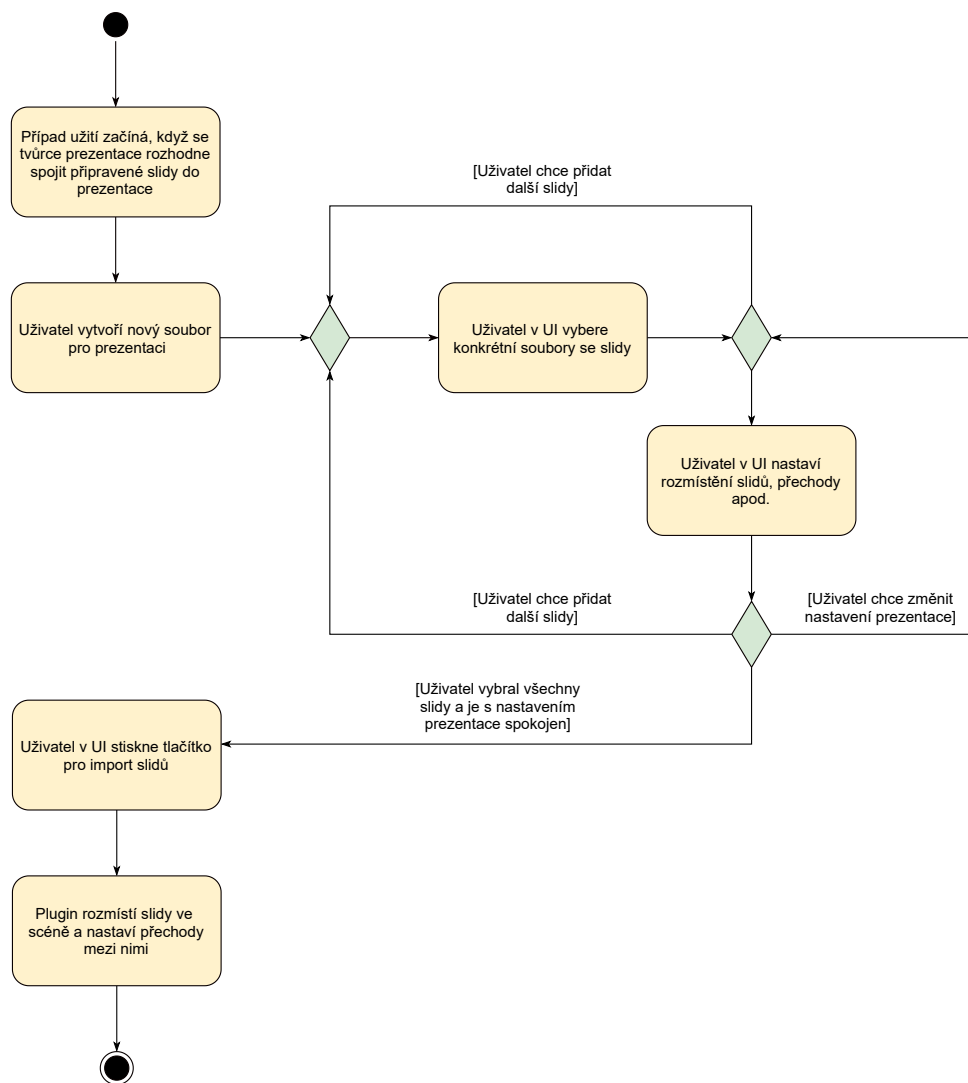 Případ užití začíná, když se
tvůrce prezentace rozhodne
spojit připravené slidy do
prezentace
[Uživatel chce přidat
další slidy]
Uživatel vytvoří nový soubor
pro prezentaci
Uživatel v UI vybere
konkrétní soubory se slidy
Uživatel v UI nastaví
rozmístění slidů, přechody
apod.
[Uživatel chce přidat
další slidy]
[Uživatel chce změnit
nastavení prezentace]
[Uživatel vybral všechny
slidy a je s nastavením
prezentace spokojen]
Uživatel v UI stiskne tlačítko
pro import slidů
Plugin rozmístí slidy ve
scéně a nastaví přechody
mezi nimi